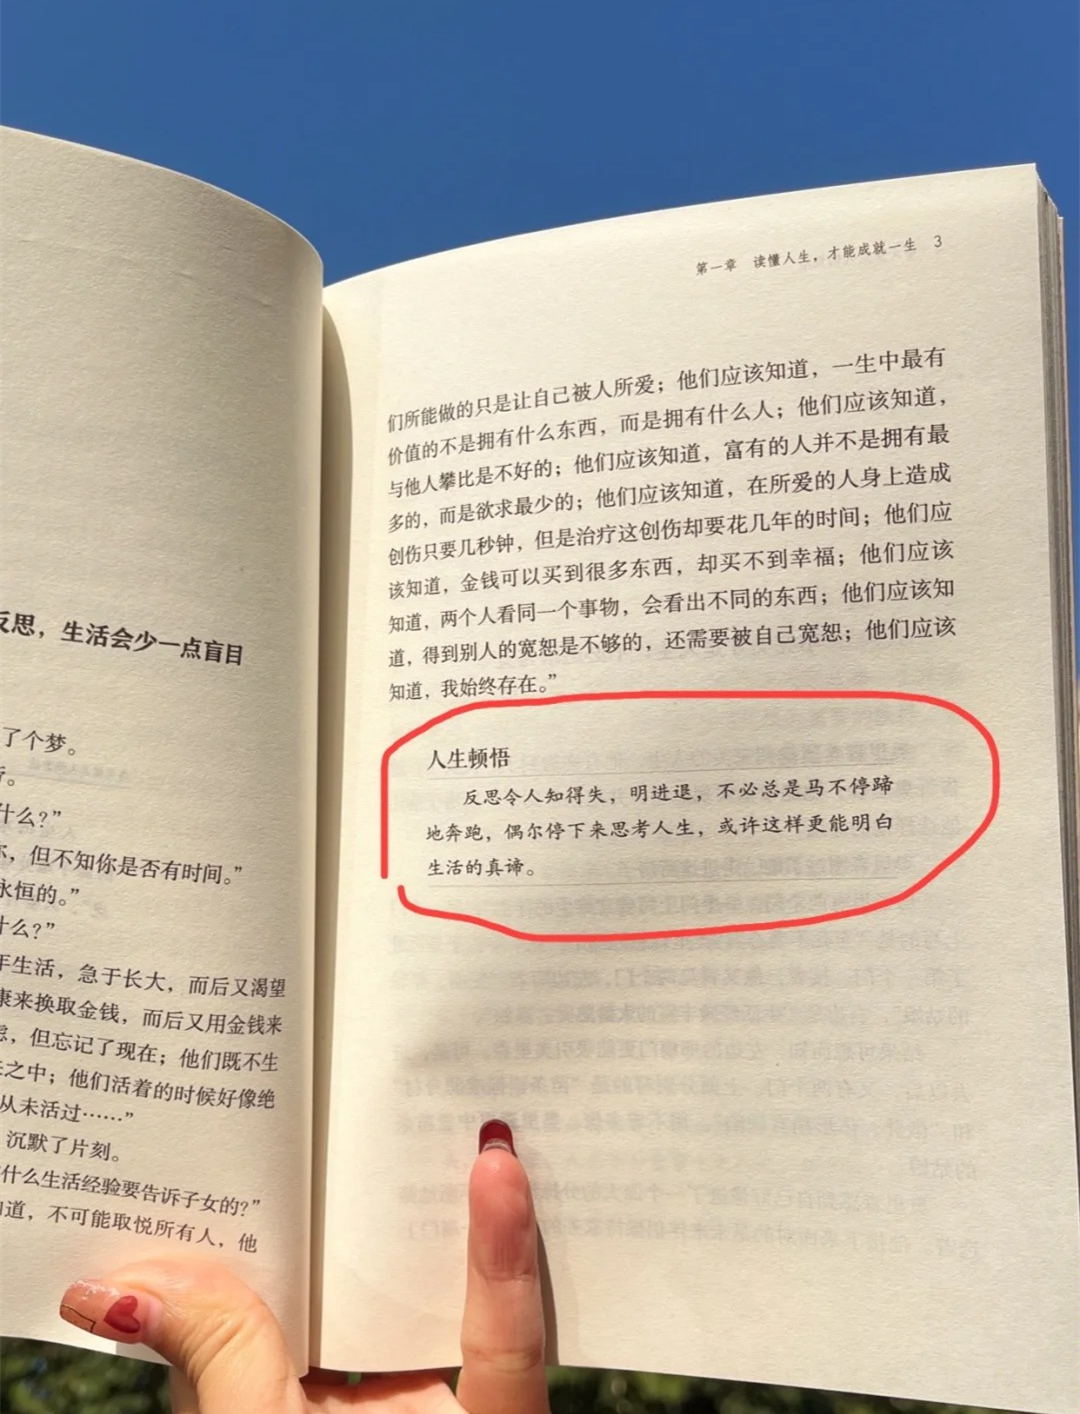 反思，生活会少一点盲目
了个梦。
什么？”
你，但不知你是否有时间。”
永恒的。”
什么？”
年生活，急于长大，而后又渴望
康来换取金钱，而后又用金钱来
虑，但忘记了现在；他们既不生
来之中；他们活着的时候好像绝
从未活过……”
沉默了片刻。
什么生活经验要告诉子女的？”
知道，不可能取悦所有人，他
第一章 读懂人生，才能成就一生 3
们所能做的只是让自己被人所爱；他们应该知道，一生中最有
价值的不是拥有什么东西，而是拥有什么人；他们应该知道，
与他人攀比是不好的；他们应该知道，富有的人并不是拥有最
多的，而是欲求最少的；他们应该知道，在所爱的人身上造成
创伤只要几秒钟，但是治疗这创伤却要花几年的时间；他们应
该知道，金钱可以买到很多东西，却买不到幸福；他们应该
知道，两个人看同一个事物，会看出不同的东西；他们应该知
道，得到别人的宽恕是不够的，还需要被自己宽恕；他们应该
知道，我始终存在。”
人生顿悟
反思令人知得失，明进退，不必总是马不停蹄
地奔跑，偶尔停下来思考人生，或许这样更能明白
生活的真谛。